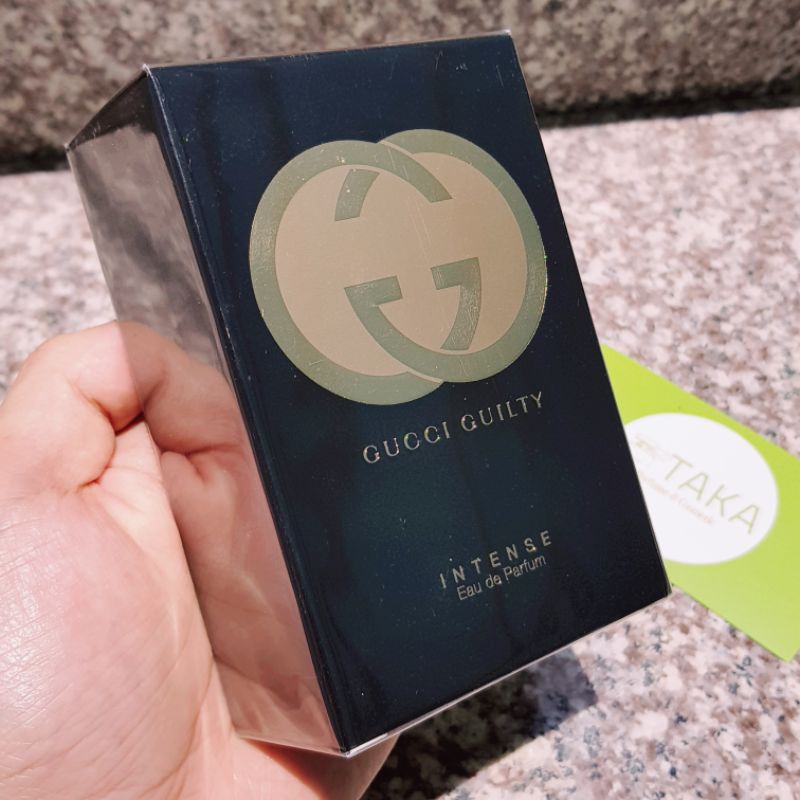 GUCCI GUILTY
INTENSE
Eau de Parfum
TAKA